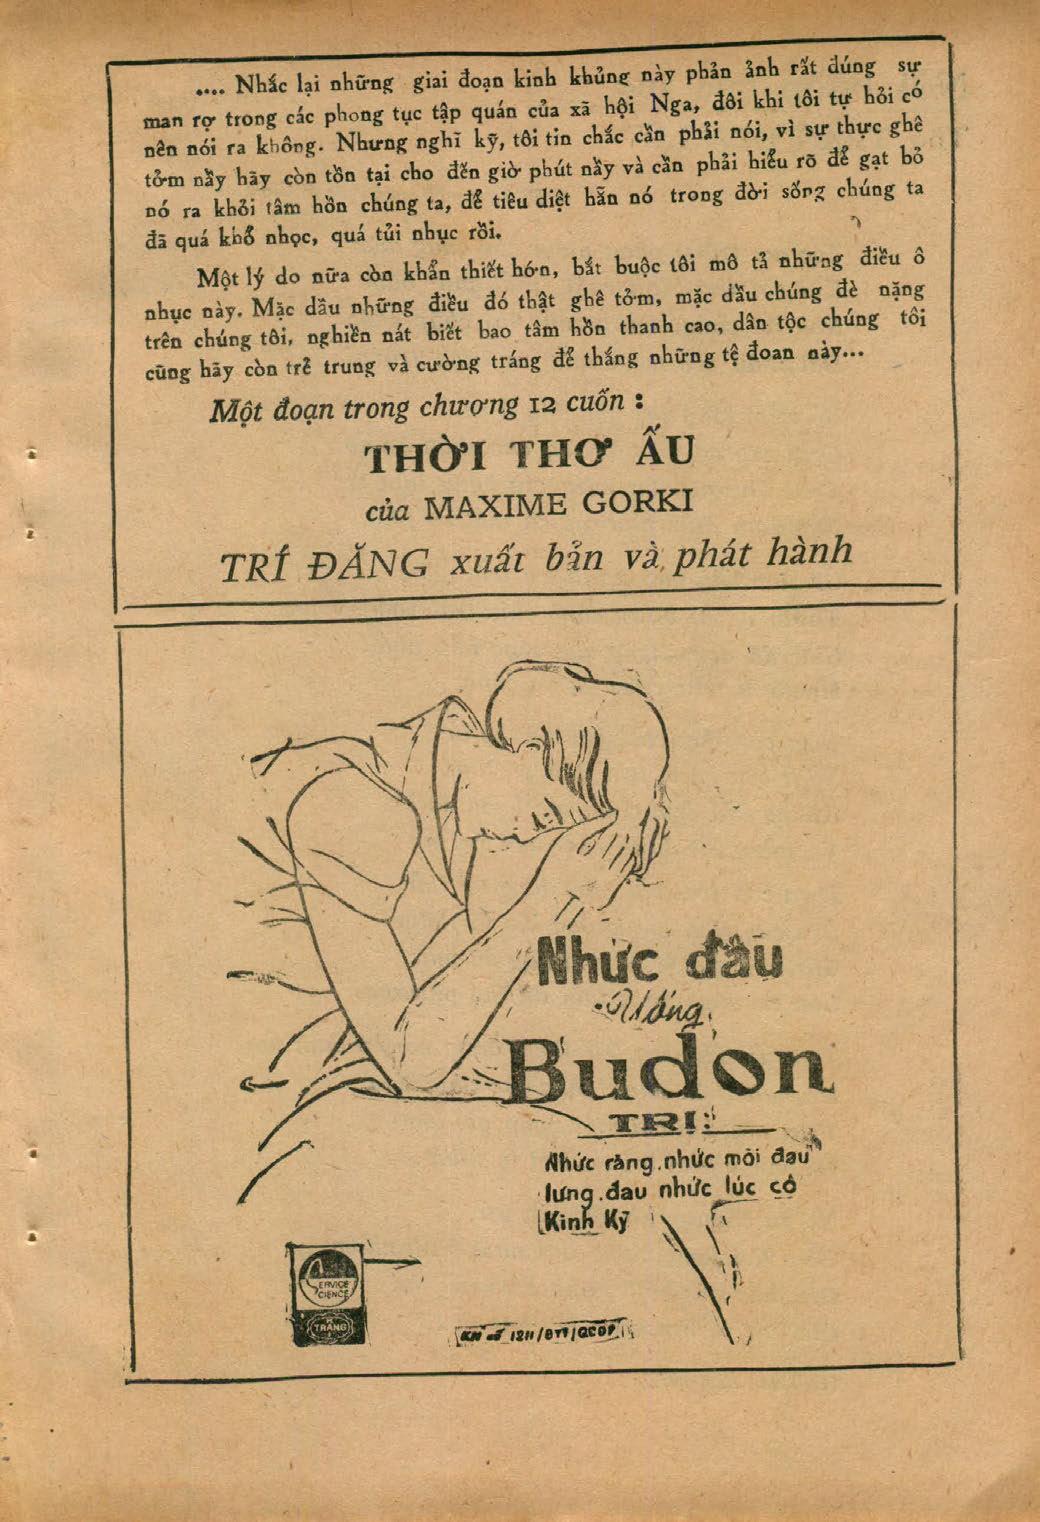 .... Nhắc lại những giai đoạn kinh khủng này phản ảnh rất đúng sự
man rợ trong các phong tục tập quán của xã hội Nga, đôi khi tôi tự hỏi có
nên nói ra không. Nhưng nghĩ kỹ, tôi tin chắc cần phải nói, vì sự thực ghê
tởm nầy hãy còn tồn tại cho đến giờ phút nầy và cần phải hiểu rõ để gạt bỏ
nó ra khỏi tâm hồn chúng ta, để tiêu diệt hẳn nó trong đời sống chúng ta
đã quá khổ nhọc, quá tủi nhục rồi.
Một lý do nữa còn khẩn thiết hớn, bắt buộc tôi mô tả những điều ô
nhục này. Mặc dầu những điều đó thật ghê tởm, mặc dầu chúng đè nặng
trên chúng tôi, nghiền nát biết bao tâm hồn thanh cao, dân tộc chúng tôi
cũng hãy còn trẻ trung và cường tráng để thắng những tệ đoan này...
Một đoạn trong chương 12 cuốn :
THỜI THƠ ẤU
của MAXIME GORKI
TRÍ ĐĂNG xuất bản và phát hành
Nhức đầu
Uống
Budon
TRỊ:
Nhức răng, nhức mỏi đau
lưng, đau nhức lúc có
Kinh Kỳ
SERVICE
SCIENCE
TRANG
KN số 1211/BYT/QCDP